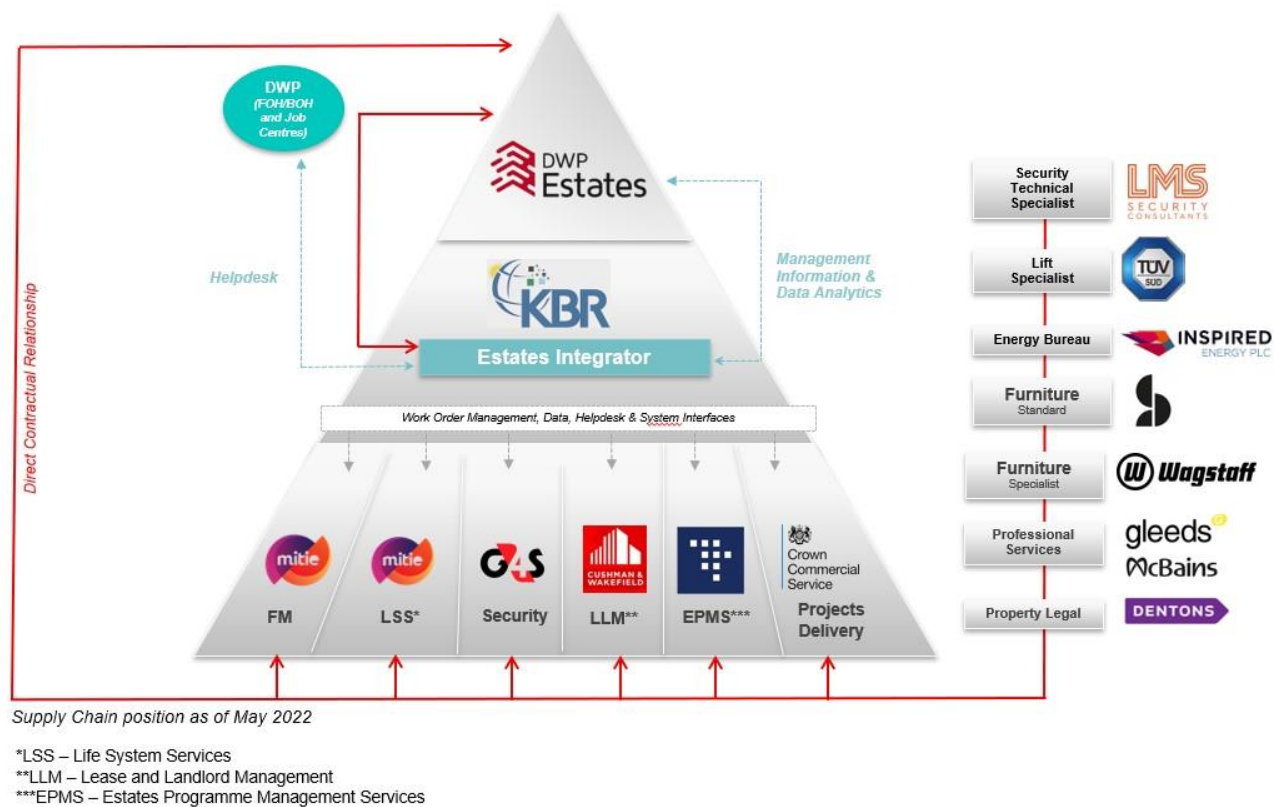 DWP
(FOH/BOH
and Job
Centres)
DWP
Estates
Helpdesk
Management
Information &
Data Analytics
KBR
Estates Integrator
Work Order Management, Data, Helpdesk & System Interfaces
Direct Contractual Relationship
mitie
FM
mitie
LSS*
G4S
Security
CUSHMAN &
WAKEFIELD
LLM**
EPMS***
Crown
Commercial
Service
Projects
Delivery
Security
Technical
Specialist
LMS
SECURITY
CONSULTANTS
Lift
Specialist
TÜV
SÜD
Energy Bureau
INSPIRED
ENERGY PLC
Furniture
Standard
Furniture
Specialist
W Wagstaff
Professional
Services
gleeds
McBains
Property Legal
DENTONS
Supply Chain position as of May 2022
*LSS – Life System Services
**LLM – Lease and Landlord Management
***EPMS – Estates Programme Management Services